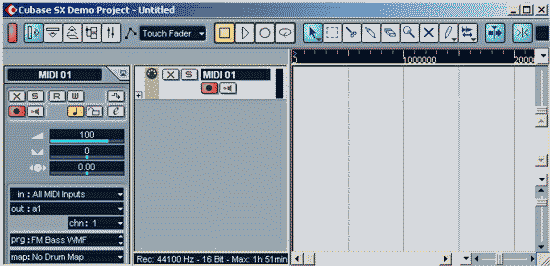 Cubase SX Demo Project - Untitled
Touch Fader
MIDI 01
X S R W
100
0
0.00
in : All MIDI Inputs
out : a1
chn: 1
prg: FM Bass WMF
map: No Drum Map
X S MIDI 01
Rec: 44100 Hz - 16 Bit - Max: 1h 51min
0 1000000 2000